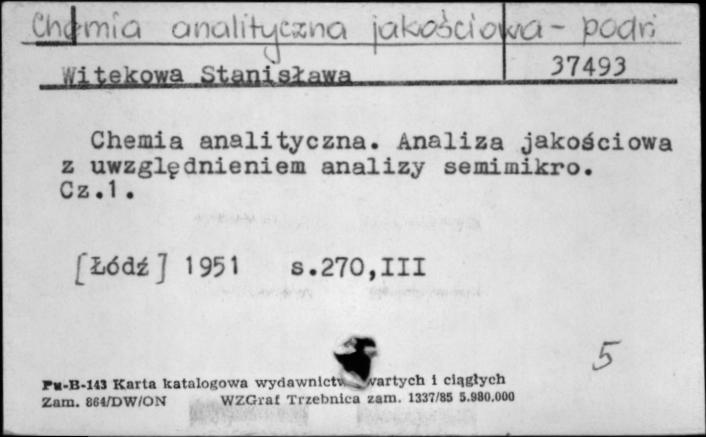 Chemia analityczna jakościowa - podr.
Witekowa Stanisława 37493
Chemia analityczna. Analiza jakościowa
z uwzględnieniem analizy semimikro.
Cz.1.
[Łódź] 1951 s.270,III
5
Pu-B-143 Karta katalogowa wydawnictw zwartych i ciągłych
Zam. 864/DW/ON WZGraf Trzebnica zam. 1337/85 5.980.000